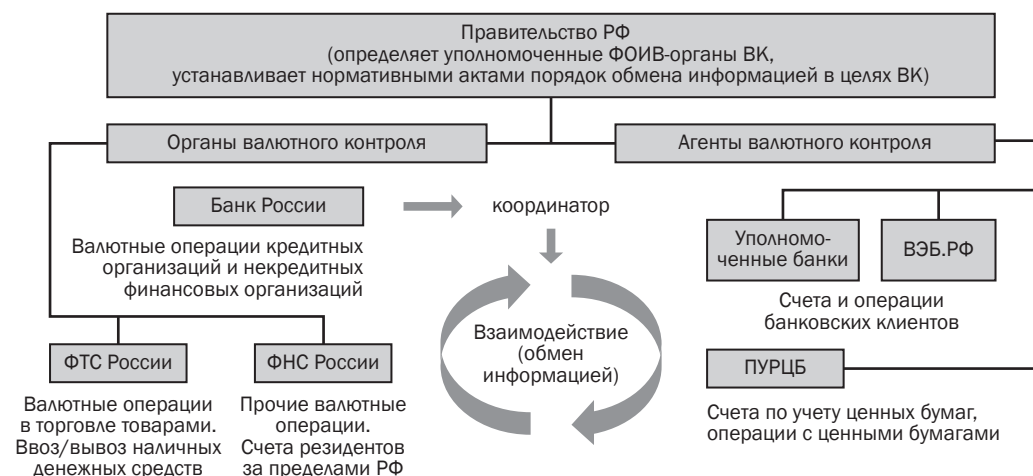 Правительство РФ
(определяет уполномоченные ФОИВ-органы ВК,
устанавливает нормативными актами порядок обмена информацией в целях ВК)
Органы валютного контроля
Агенты валютного контроля
Банк России
координатор
Валютные операции кредитных
организаций и некредитных
финансовых организаций
Уполномо-
ченные банки
ВЭБ.РФ
Счета и операции
банковских клиентов
Взаимодействие
(обмен
информацией)
ФТС России
Валютные операции
в торговле товарами.
Ввоз/вывоз наличных
денежных средств
ФНС России
Прочие валютные
операции.
Счета резидентов
за пределами РФ
ПУРЦБ
Счета по учету ценных бумаг,
операции с ценными бумагами